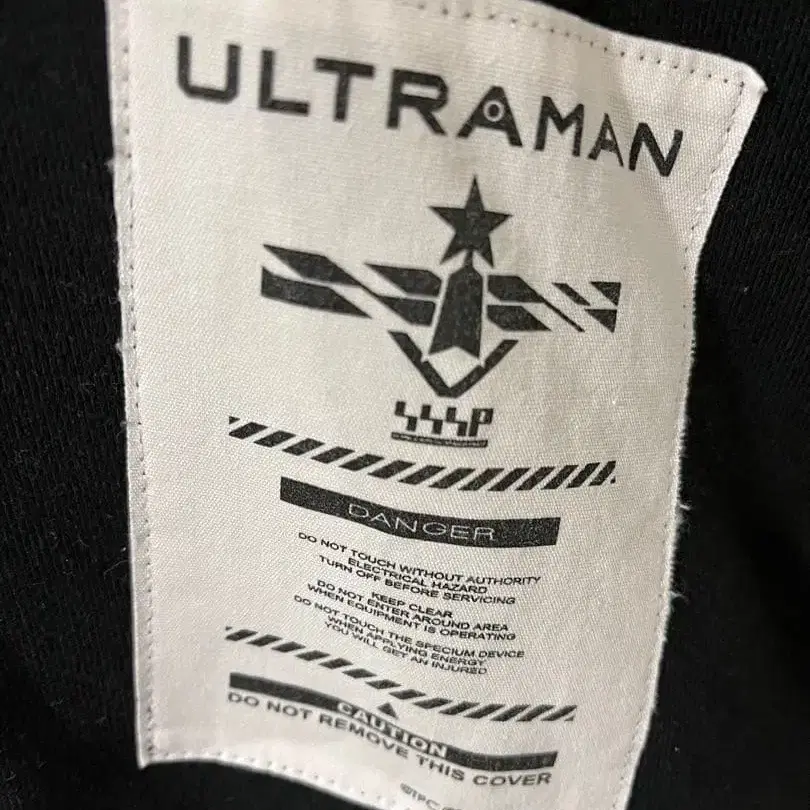 ULTRAMAN
SSSP
DANGER
DO NOT TOUCH WITHOUT AUTHORITY
ELECTRICAL HAZARD
TURN OFF BEFORE SERVICING
KEEP CLEAR
DO NOT ENTER AROUND AREA
WHEN EQUIPMENT IS OPERATING
DO NOT TOUCH THE SPECIUM DEVICE
WHEN APPLYING ENERGY
YOU WILL GET AN INJURED
CAUTION
DO NOT REMOVE THIS COVER